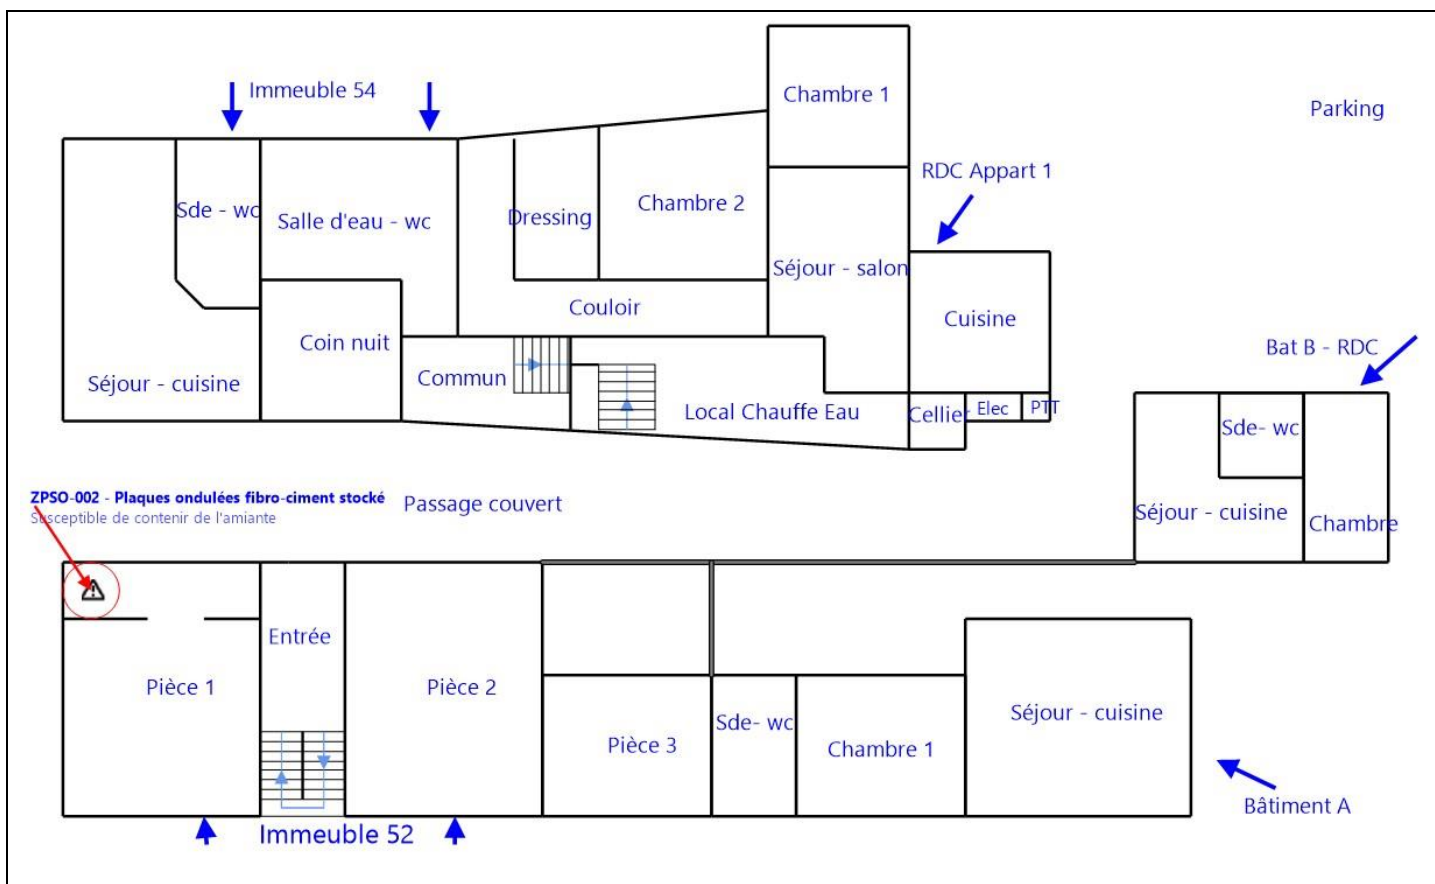 Immeuble 54
Chambre 1
Parking
RDC Appart 1
Sde - wc
Salle d'eau - wc
Dressing
Chambre 2
Séjour - salon
Couloir
Cuisine
Coin nuit
Bat B - RDC
Séjour - cuisine
Commun
Local Chauffe Eau
Cellier
Elec
PTT
Sde- wc
ZPSO-002 - Plaques ondulées fibro-ciment stocké
Susceptible de contenir de l'amiante
Passage couvert
Séjour - cuisine
Chambre
Entrée
Pièce 1
Pièce 2
Pièce 3
Sde- wc
Chambre 1
Séjour - cuisine
Bâtiment A
Immeuble 52